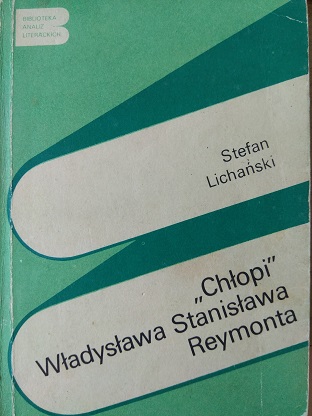 BIBLIOTEKA
ANALIZ
LITERACKICH
Stefan
Lichański
„Chłopi”
Władysława Stanisława
Reymonta